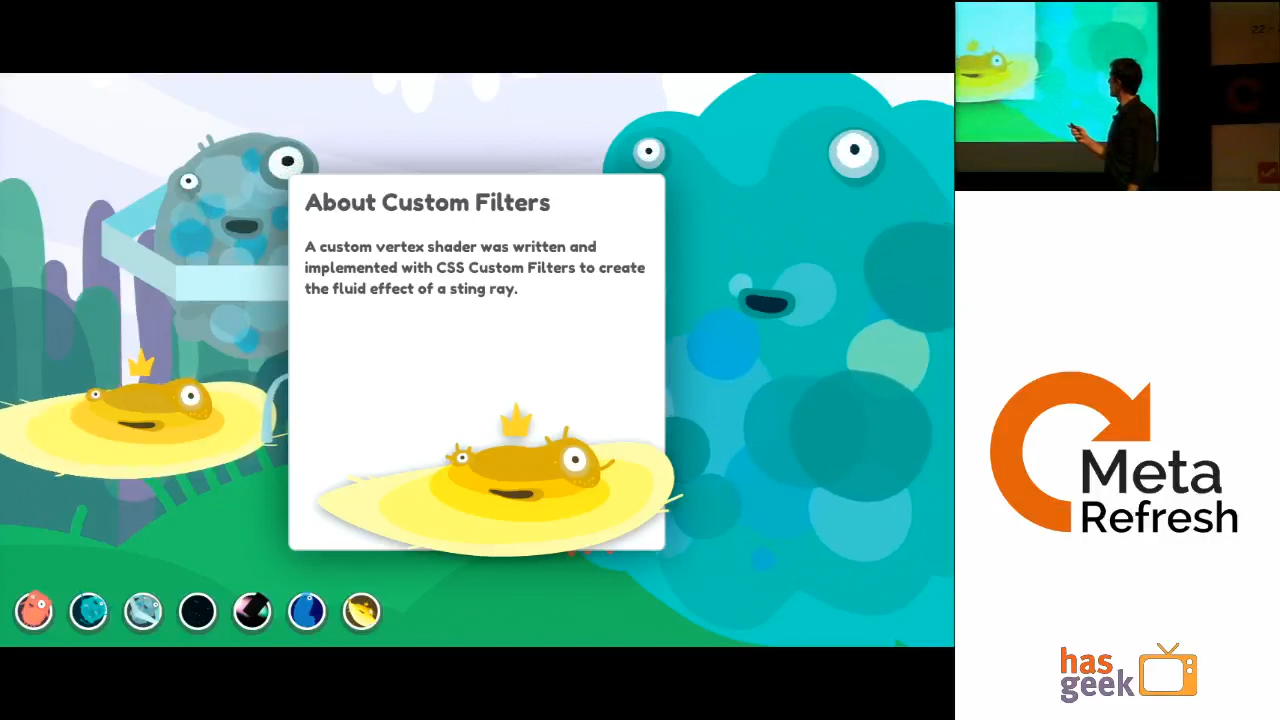 About Custom Filters
A custom vertex shader was written and
implemented with CSS Custom Filters to create
the fluid effect of a sting ray.
22
Meta
Refresh
has
geek